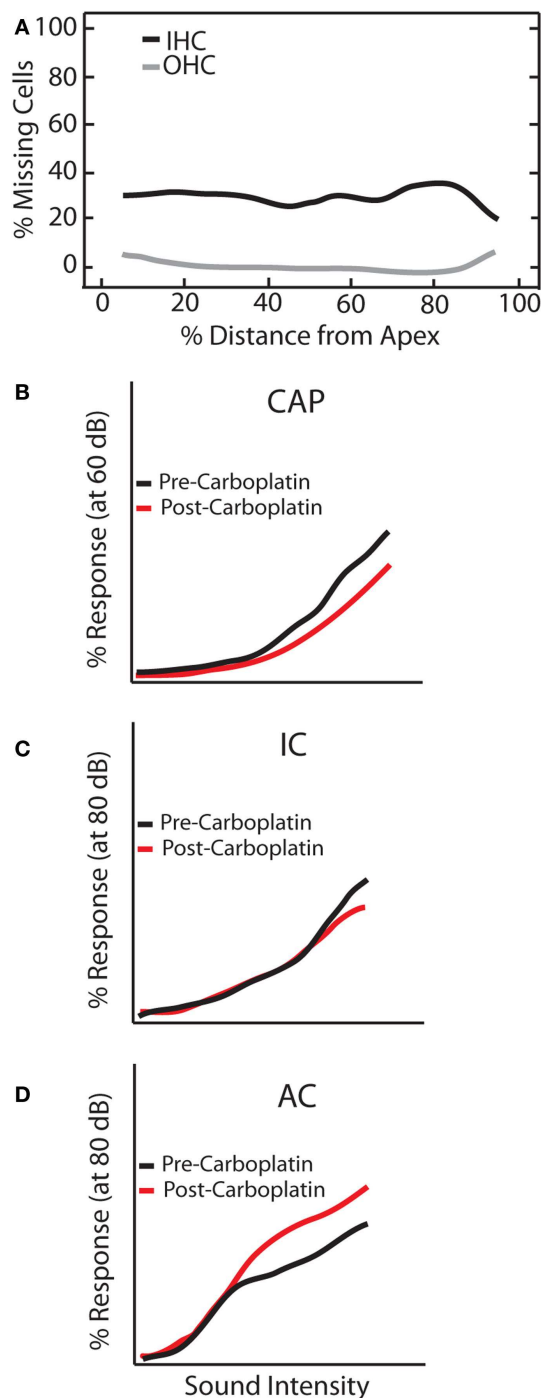 A
100
80
60
40
20
0
% Missing Cells
IHC
OHC
0 20 40 60 80 100
% Distance from Apex
B
CAP
% Response (at 60 dB)
Pre-Carboplatin
Post-Carboplatin
C
IC
% Response (at 80 dB)
Pre-Carboplatin
Post-Carboplatin
D
AC
% Response (at 80 dB)
Pre-Carboplatin
Post-Carboplatin
Sound Intensity